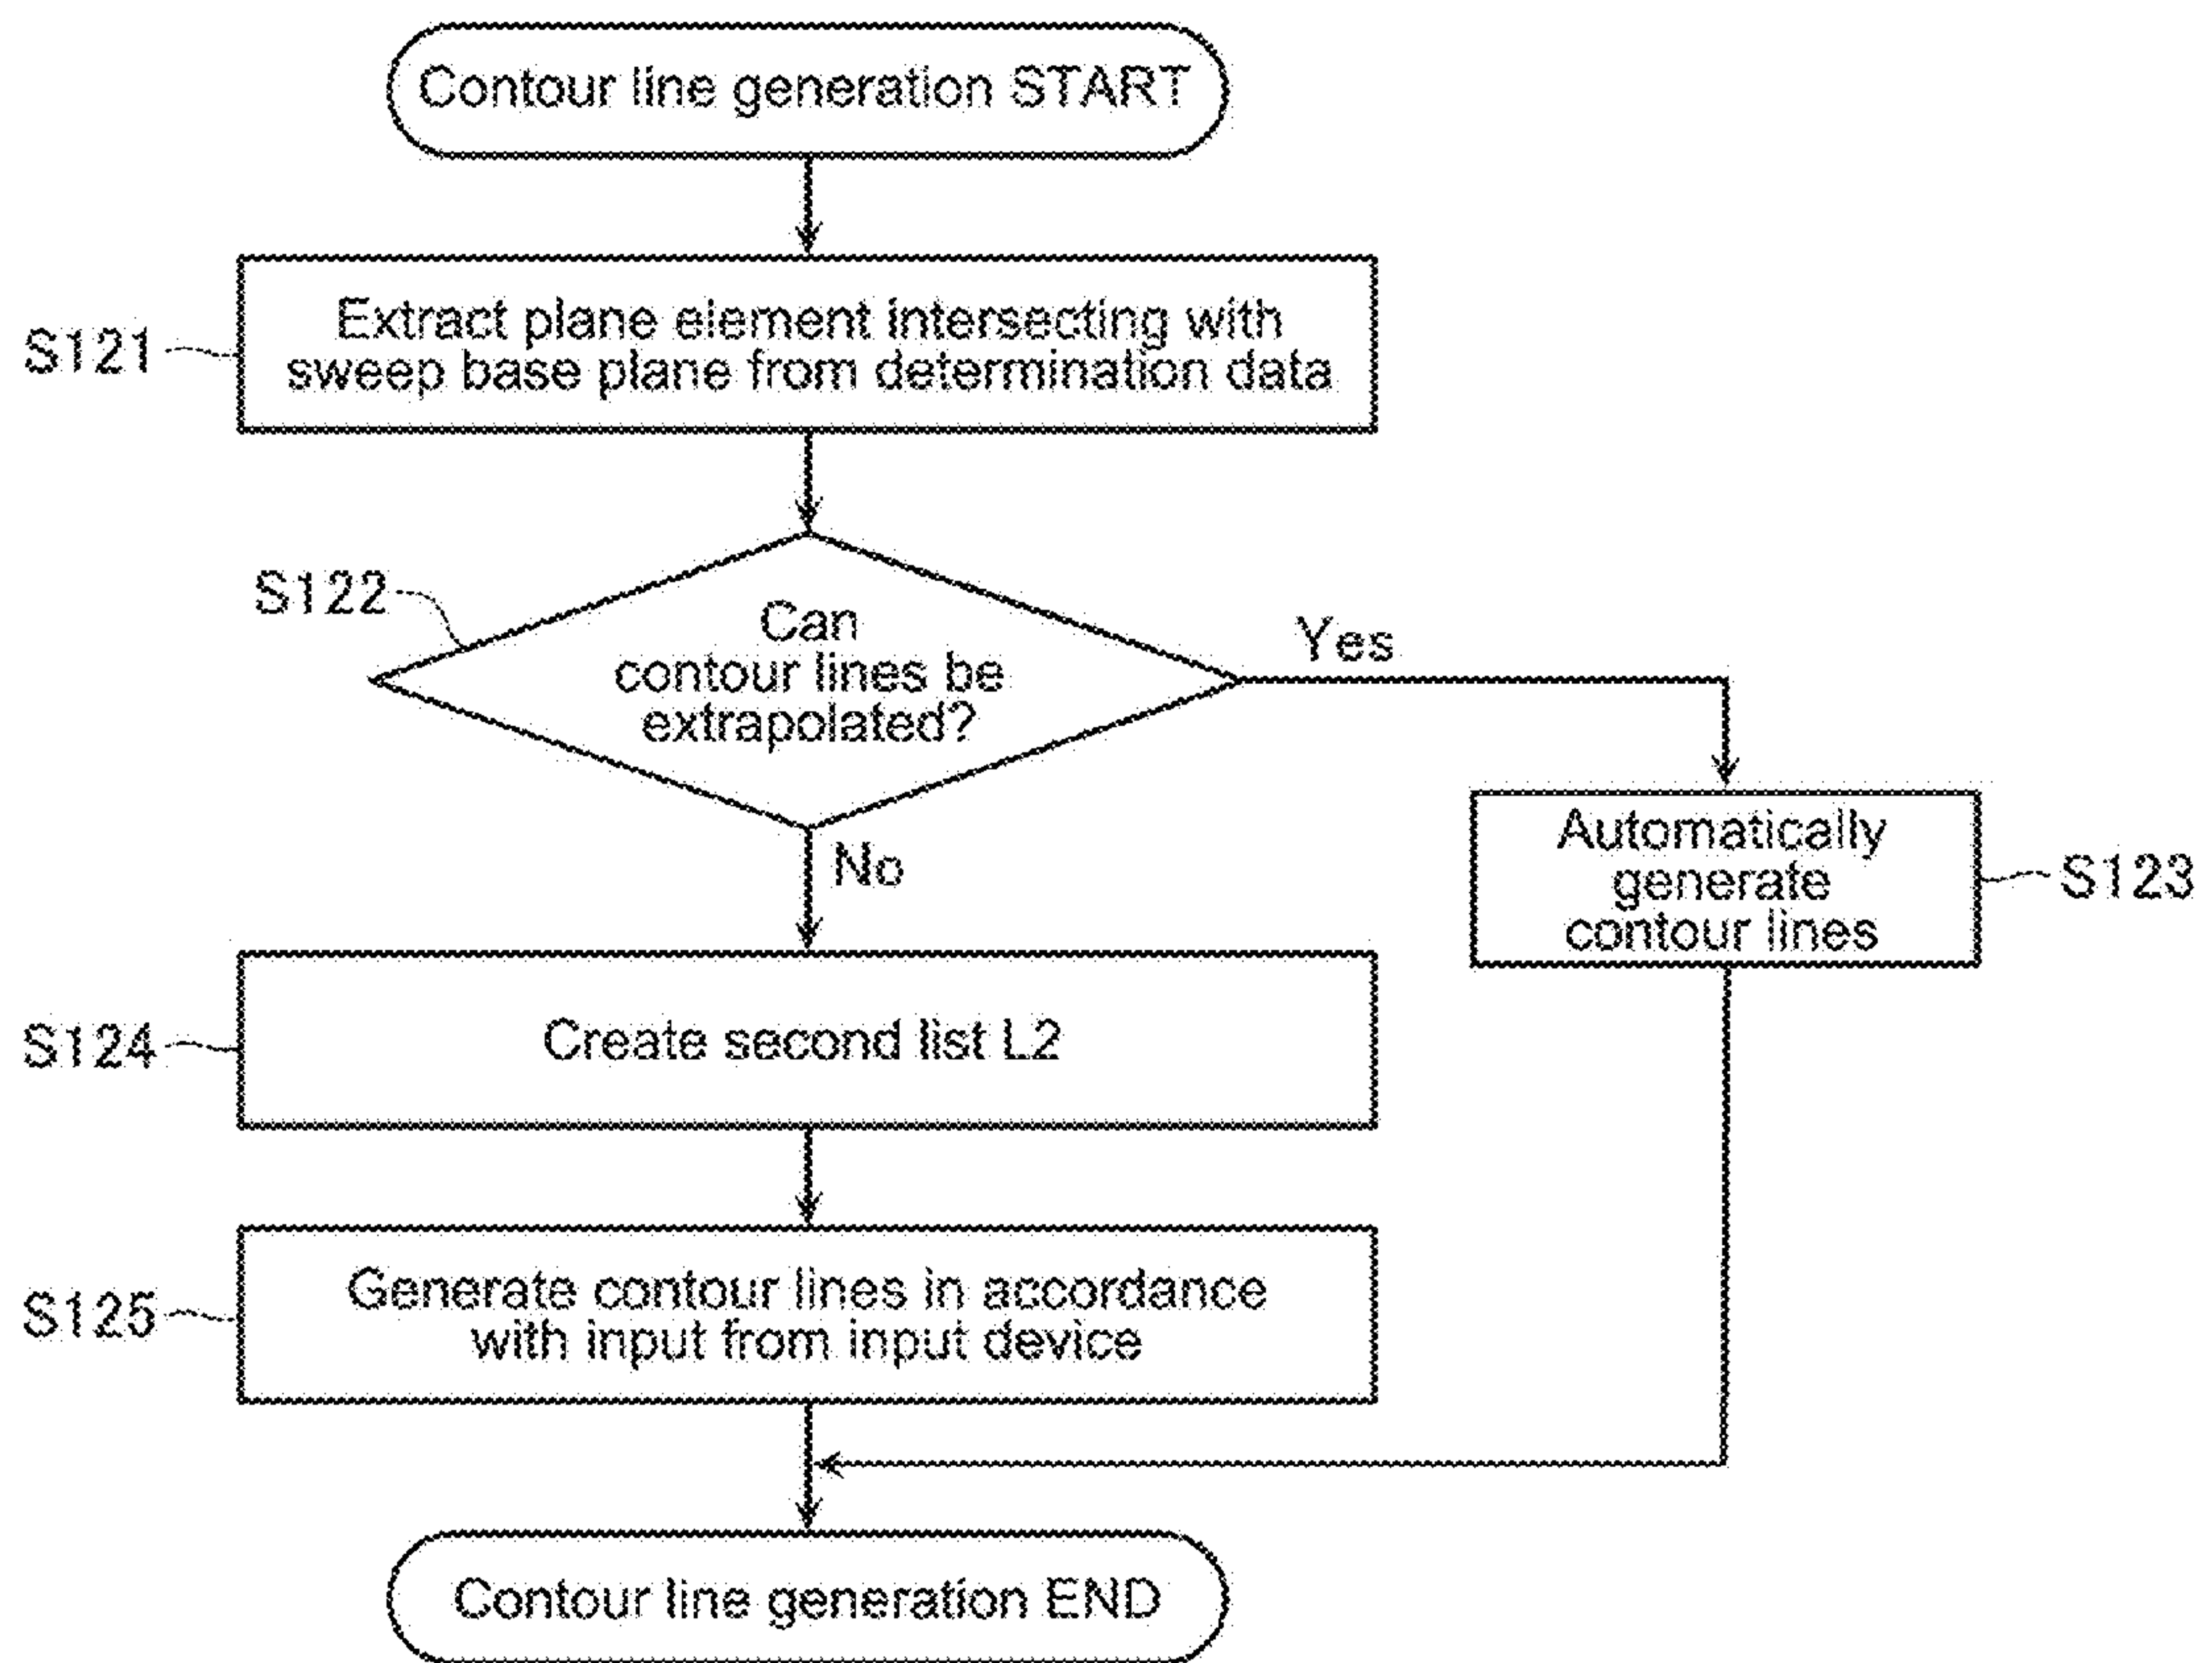 Contour line generation START
S121
Extract plane element intersecting with
sweep base plane from determination data
S122
Can
contour lines be
extrapolated?
Yes
No
Automatically
generate
contour lines
S123
S124
Create second list L2
S125
Generate contour lines in accordance
with input from input device
Contour line generation END